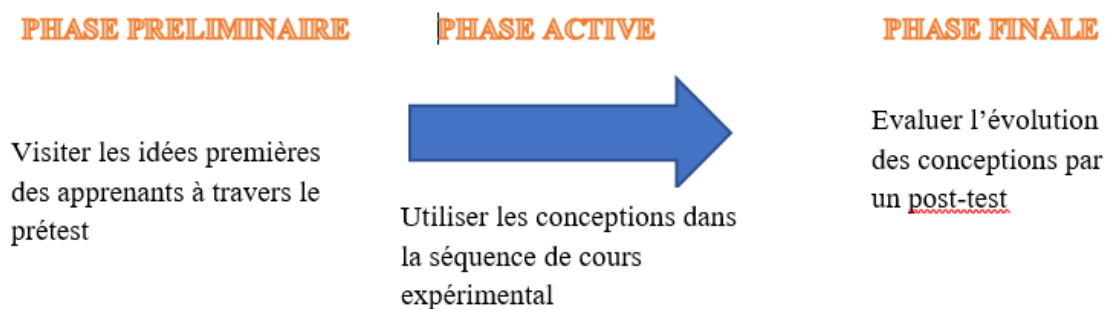 PHASE PRELIMINAIRE
PHASE ACTIVE
PHASE FINALE
Visiter les idées premières
des apprenants à travers le
prétest
Utiliser les conceptions dans
la séquence de cours
expérimental
Evaluer l’évolution
des conceptions par
un post-test